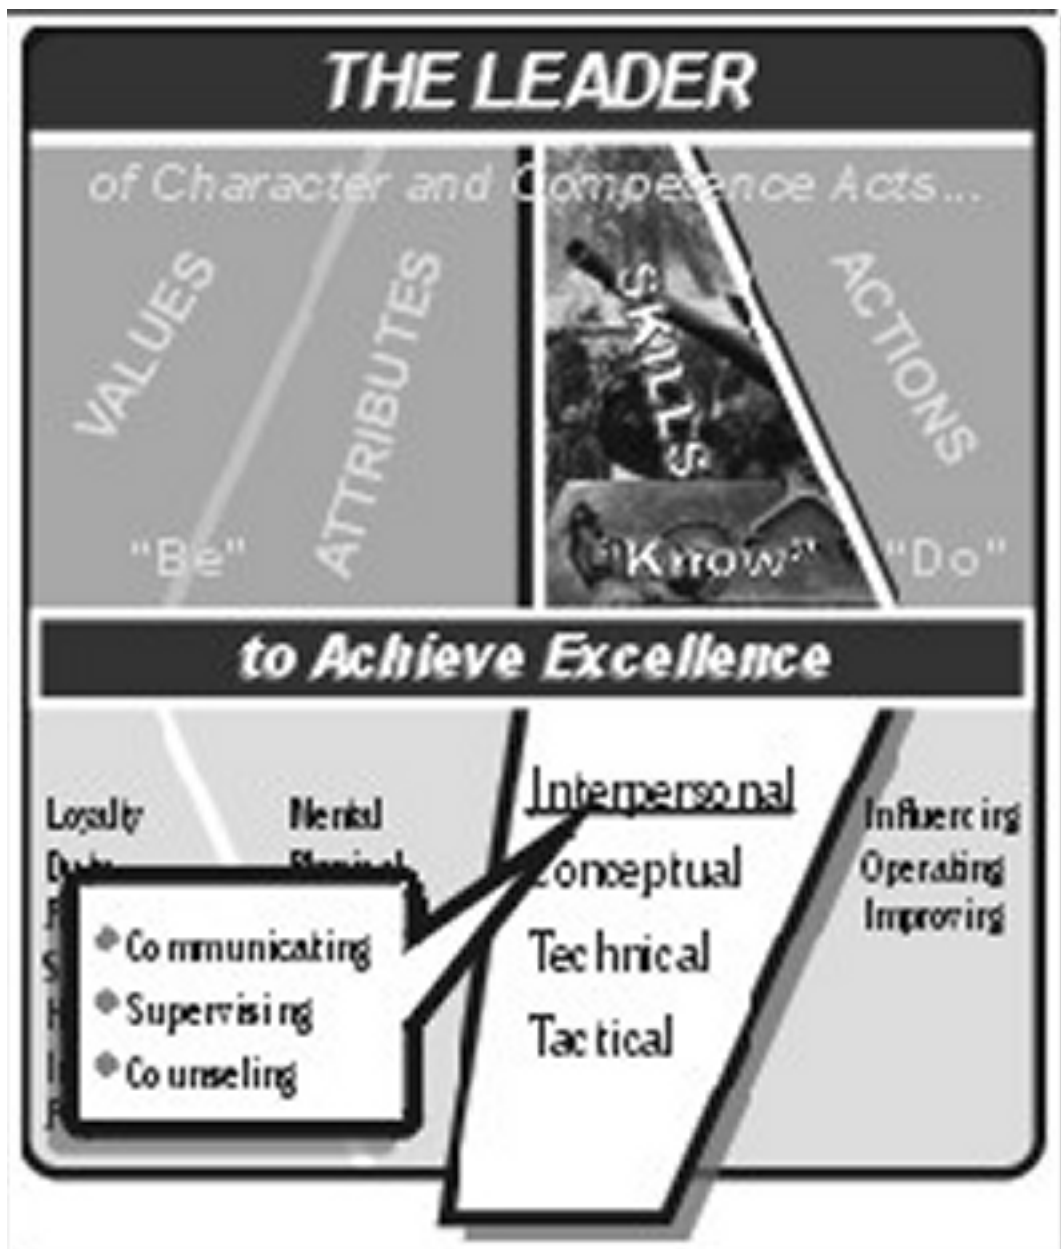 THE LEADER
of Character and Competence Acts...
VALUES
ATTRIBUTES
SKILLS
ACTIONS
"Be"
"Know"
"Do"
to Achieve Excellence
Loyalty
Mental
Interpersonal
Conceptual
Technical
Tactical
Influencing
Operating
Improving
Communicating
Supervising
Counseling